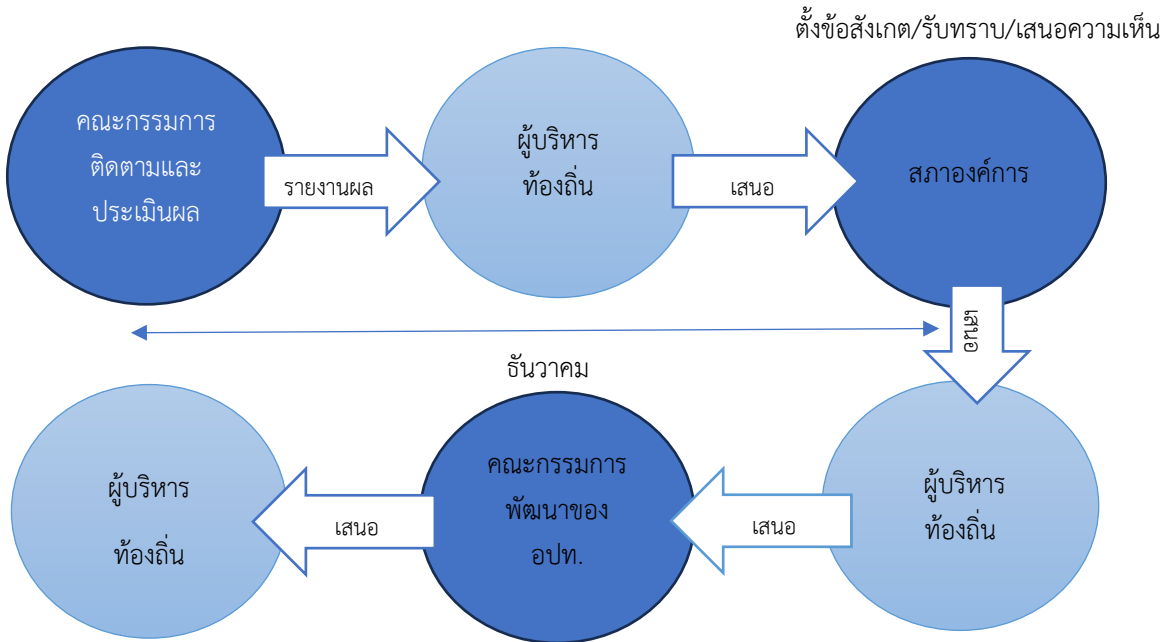 ตั้งข้อสังเกต/รับทราบ/เสนอความเห็น
คณะกรรมการ
ติดตามและ
ประเมินผล
รายงานผล
ผู้บริหาร
ท้องถิ่น
เสนอ
สภาองค์การ
เสนอ
ธันวาคม
ผู้บริหาร
ท้องถิ่น
เสนอ
คณะกรรมการ
พัฒนาของ
อปท.
เสนอ
ผู้บริหาร
ท้องถิ่น